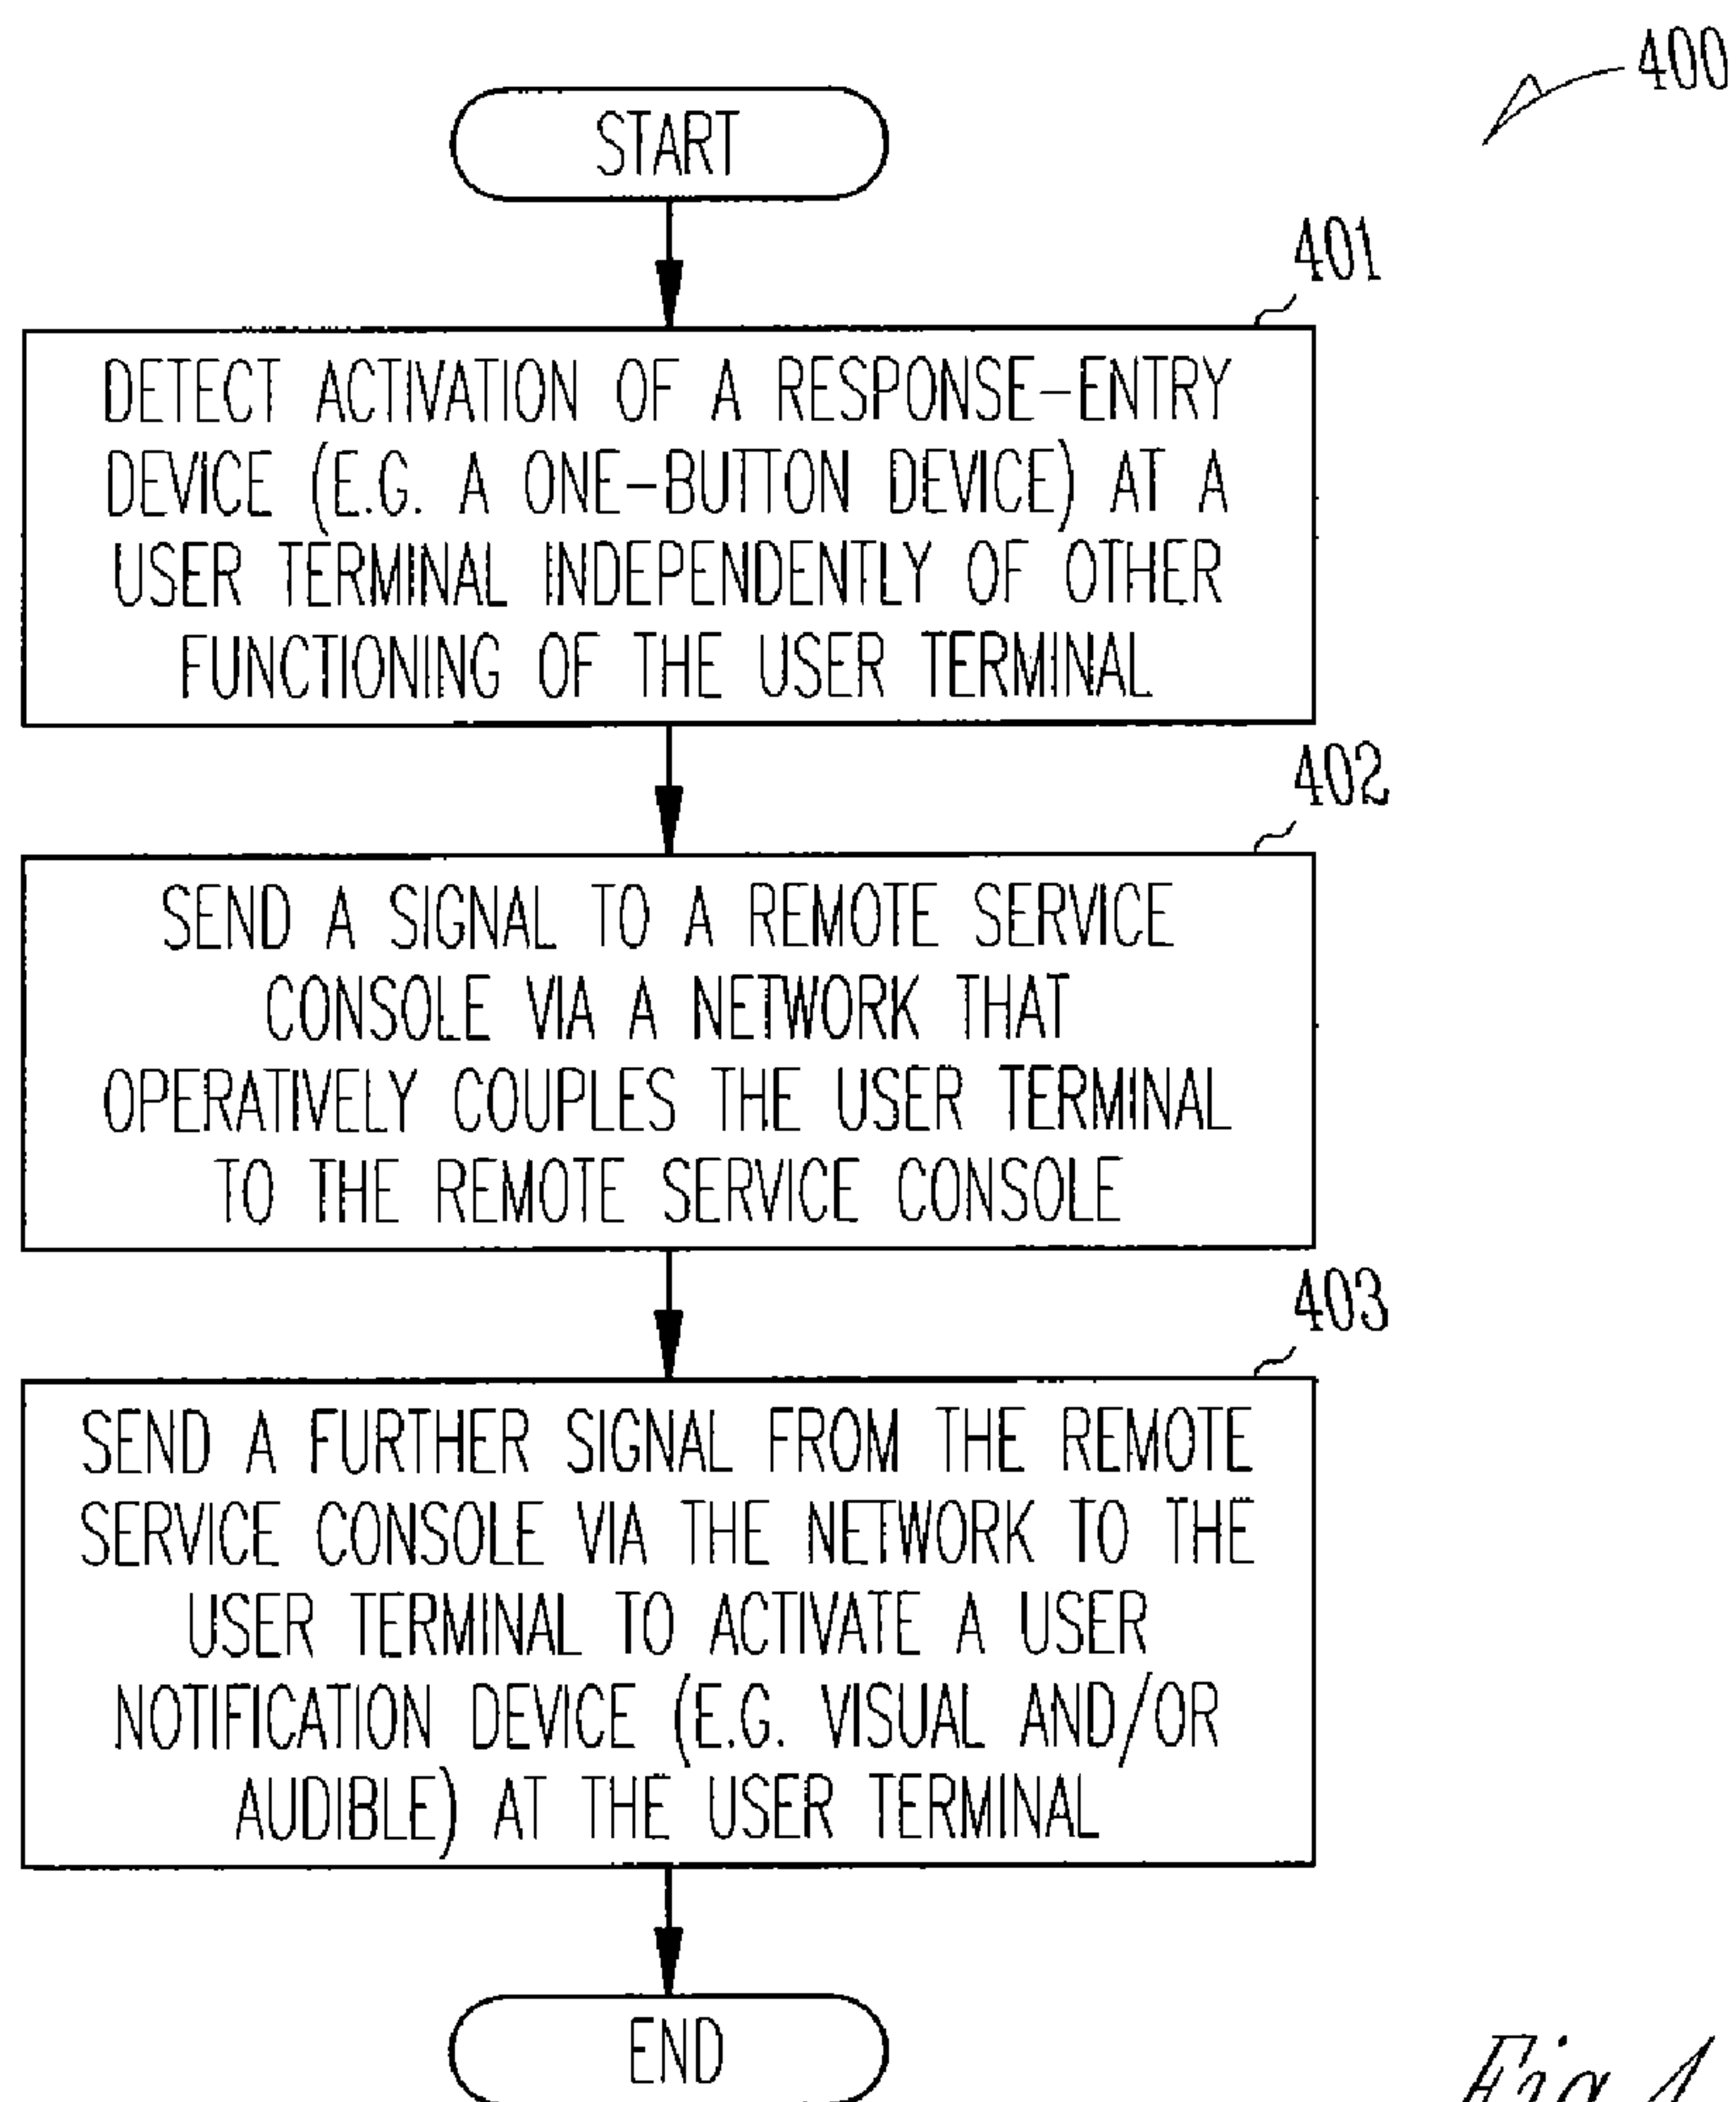 400
START
401
DETECT ACTIVATION OF A RESPONSE-ENTRY
DEVICE (E.G. A ONE-BUTTON DEVICE) AT A
USER TERMINAL INDEPENDENTLY OF OTHER
FUNCTIONING OF THE USER TERMINAL
402
SEND A SIGNAL TO A REMOTE SERVICE
CONSOLE VIA A NETWORK THAT
OPERATIVELY COUPLES THE USER TERMINAL
TO THE REMOTE SERVICE CONSOLE
403
SEND A FURTHER SIGNAL FROM THE REMOTE
SERVICE CONSOLE VIA THE NETWORK TO THE
USER TERMINAL TO ACTIVATE A USER
NOTIFICATION DEVICE (E.G. VISUAL AND/OR
AUDIBLE) AT THE USER TERMINAL
END
Fig.4